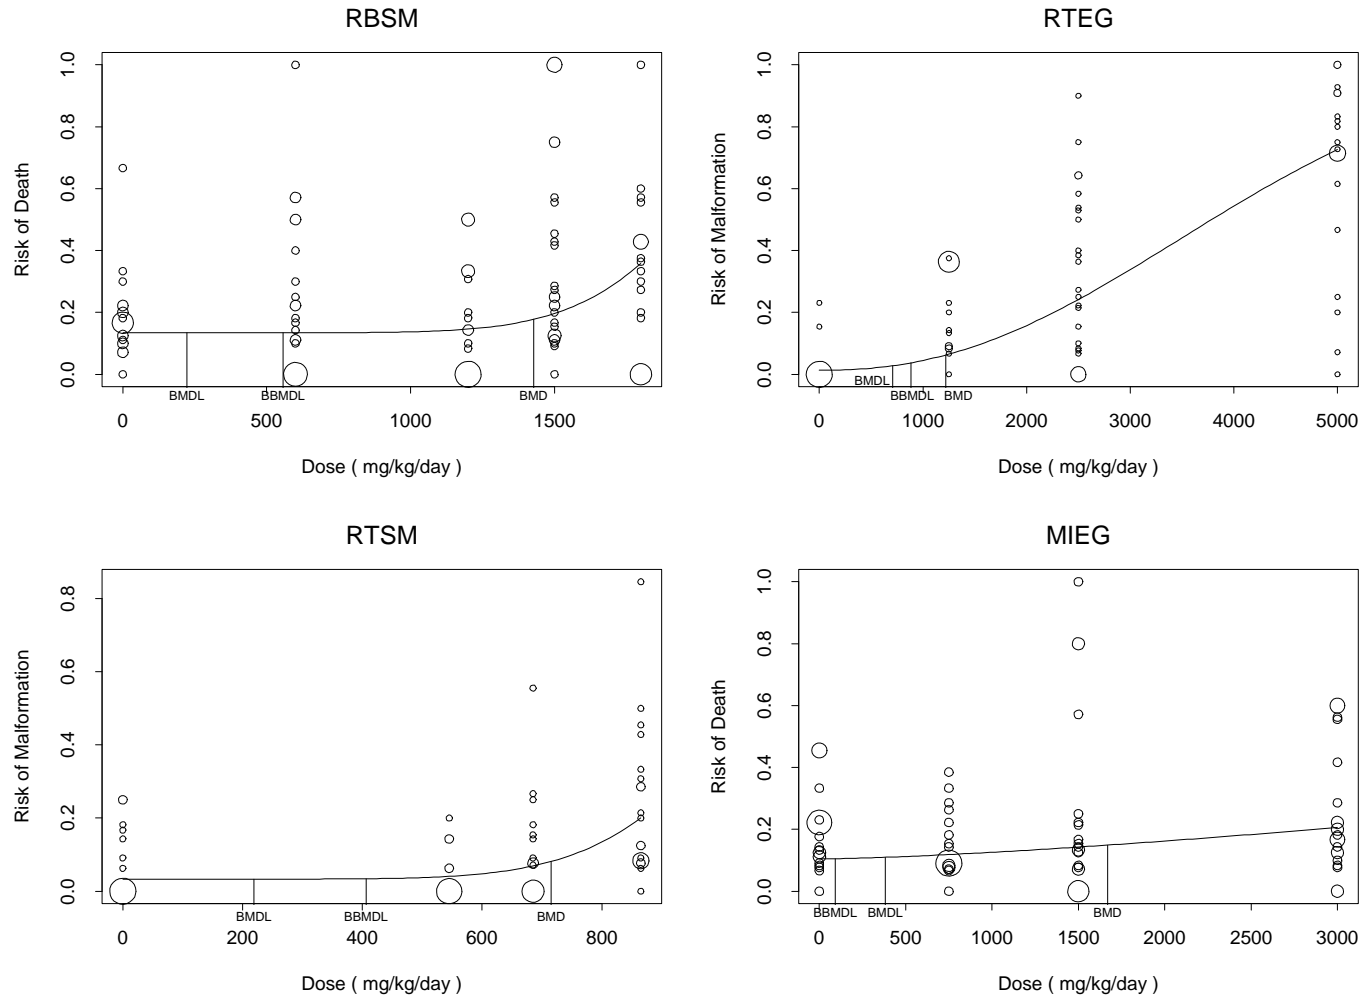 RBSM
Risk of Death
1.0
0.8
0.6
0.4
0.2
0.0
BMDL
BBMDL
BMD
0 500 1000 1500
Dose ( mg/kg/day )
RTEG
Risk of Malformation
1.0
0.8
0.6
0.4
0.2
0.0
BMDL
BBMDL
BMD
0 1000 2000 3000 4000 5000
Dose ( mg/kg/day )
RTSM
Risk of Malformation
0.8
0.6
0.4
0.2
0.0
BMDL
BBMDL
BMD
0 200 400 600 800
Dose ( mg/kg/day )
MIEG
Risk of Death
1.0
0.8
0.6
0.4
0.2
0.0
BBMDL
BMDL
BMD
0 500 1000 1500 2000 2500 3000
Dose ( mg/kg/day )